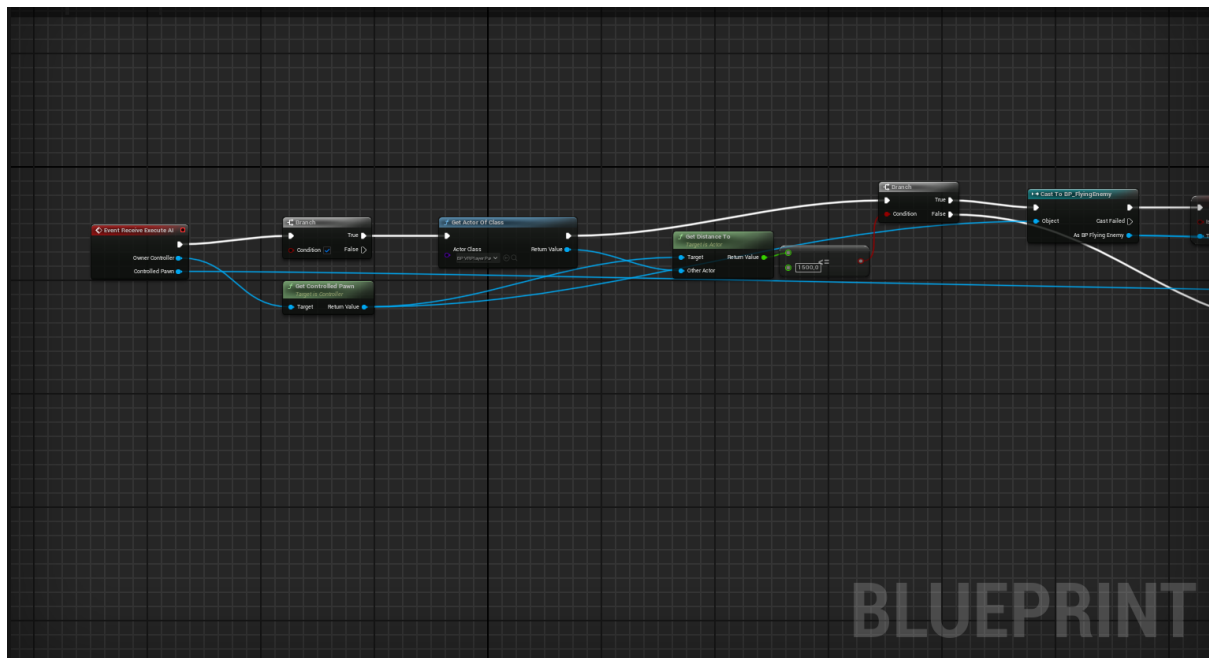 Event Receive Execute AI
Owner Controller
Controlled Pawn
Branch
True
Condition
False
Get Controlled Pawn
Target is Controller
Target
Return Value
Get Actor Of Class
Actor Class
Return Value
Get Distance To
Target is Actor
Target
Return Value
Other Actor
<=
1500,0
Branch
True
Condition
False
Cast To BP_FlyingEnemy
Object
Cast Failed
As BP Flying Enemy
BLUEPRINT